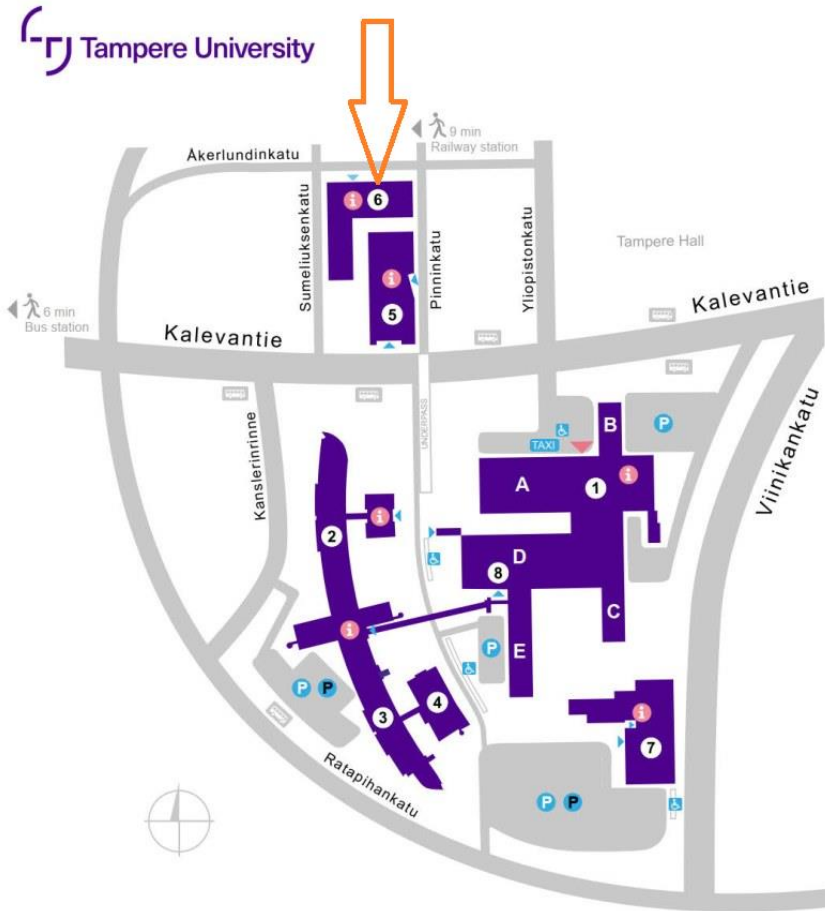 Tampere University
9 min
Railway station
Åkerlundinkatu
i 6
Sumeliuksenkatu
Pinninkatu
Yliopistonkatu
Tampere Hall
i
5
6 min
Bus station
Kalevantie
Kalevantie
UNDERPASS
Kanslerinrinne
Viinikankatu
B
P
TAXI
A
1
i
2
i
D
8
C
i
E
P
P P
3
4
i
7
Ratapihankatu
P P